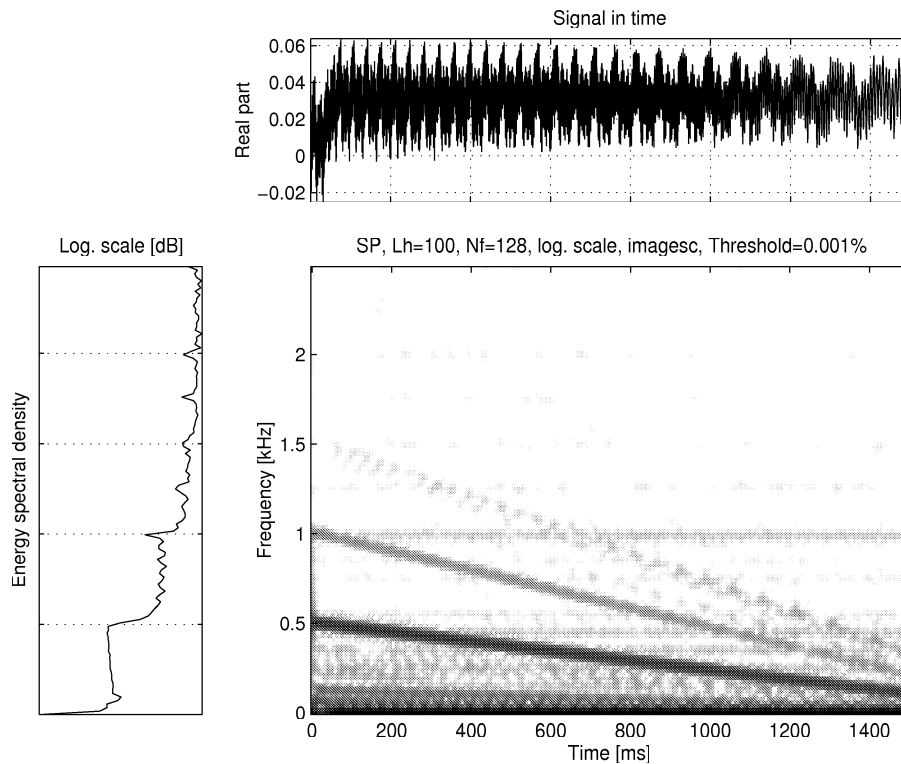 Signal in time
Real part
0.06
0.04
0.02
0
−0.02
Log. scale [dB]
Energy spectral density
SP, Lh=100, Nf=128, log. scale, imagesc, Threshold=0.001%
Frequency [kHz]
2
1.5
1
0.5
0
0 200 400 600 800 1000 1200 1400
Time [ms]